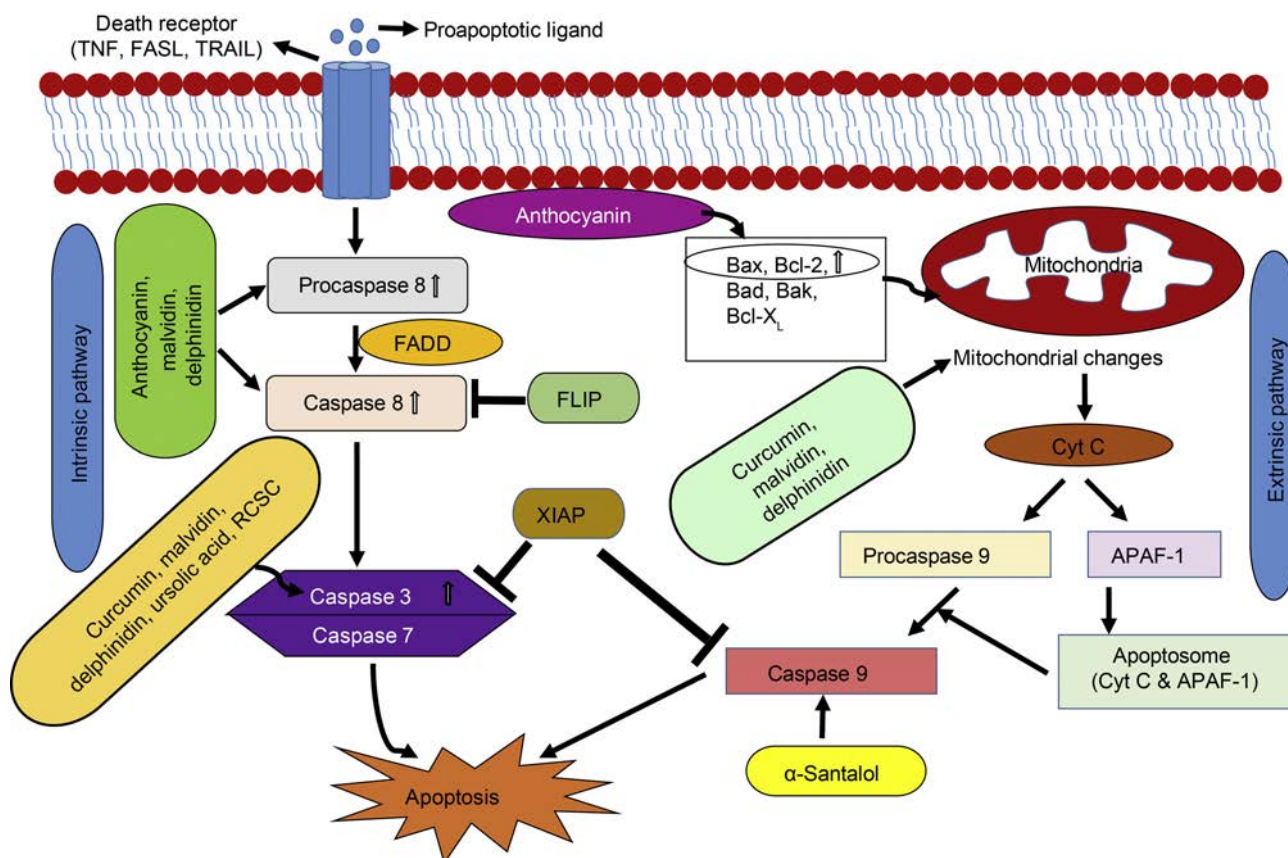 Death receptor
(TNF, FASL, TRAIL)
Proapoptotic ligand
Anthocyanin
Intrinsic pathway
Anthocyanin,
malvidin,
delphinidin
Procaspase 8 ⇑
FADD
Caspase 8 ⇑
FLIP
Bax, Bcl-2, ⇑
Bad, Bak,
Bcl-X_L
Mitochondria
Mitochondrial changes
Cyt C
Extrinsic pathway
Curcumin,
malvidin,
delphinidin
Curcumin, malvidin,
delphinidin, ursolic acid, RCSC
XIAP
Procaspase 9
APAF-1
Caspase 3 ⇑
Caspase 7
Caspase 9
Apoptosome
(Cyt C & APAF-1)
α-Santalol
Apoptosis